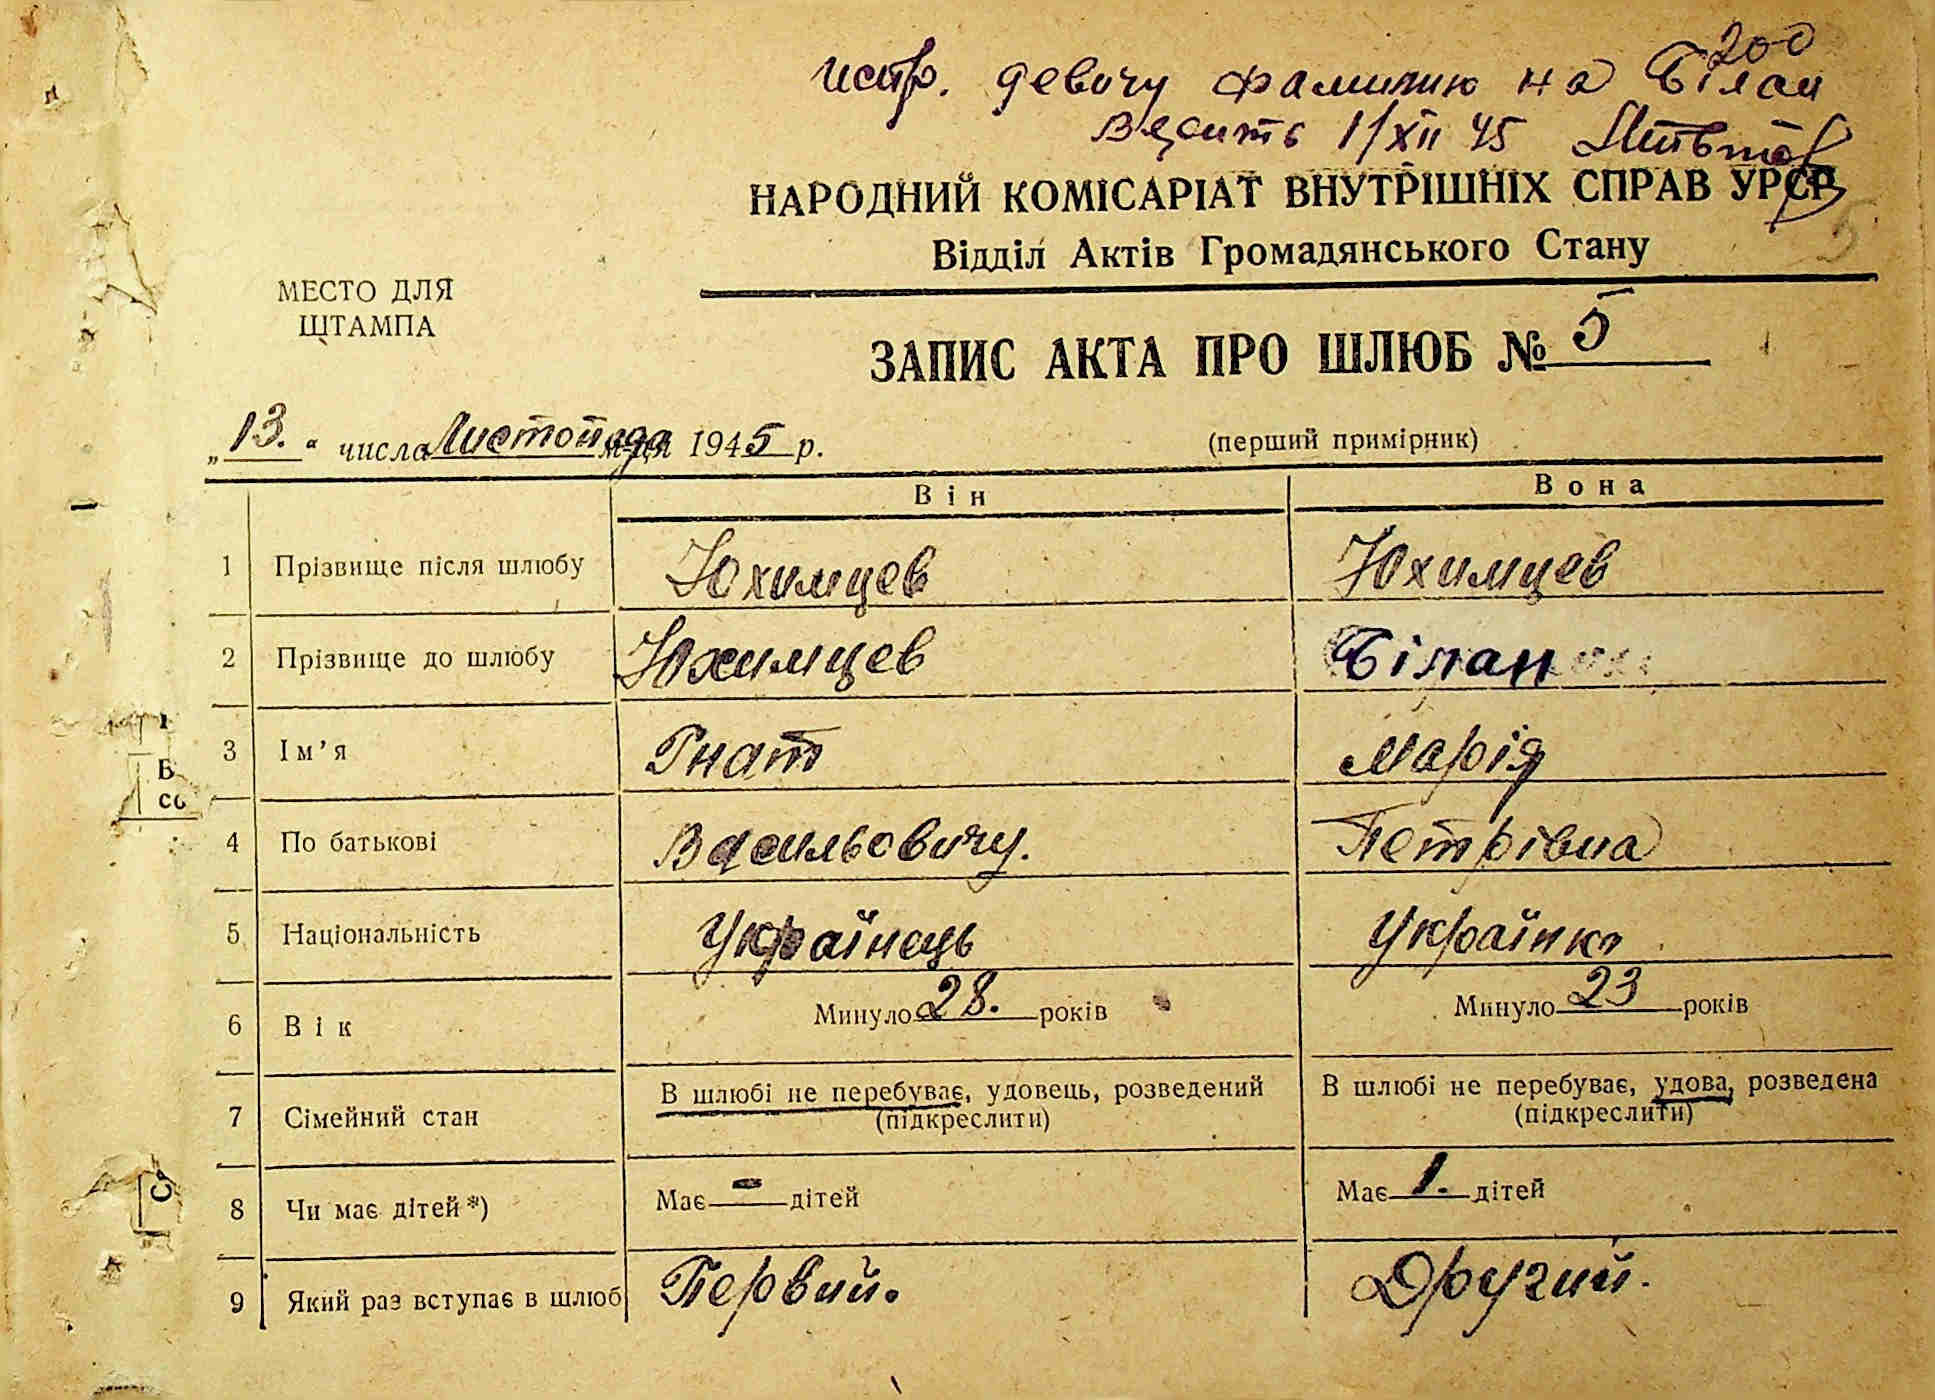 200
испр. девочу фамилию на Білан
1/XII 45
НАРОДНИЙ КОМІСАРІАТ ВНУТРІШНІХ СПРАВ УРСР
Відділ Актів Громадянського Стану
МЕСТО ДЛЯ
ШТАМПА
ЗАПИС АКТА ПРО ШЛЮБ № 5
„13." числа Листопада м-ця 1945 р.
(перший примірник)
Він Вона
1 Прізвище після шлюбу Юхимцев Юхимцев
2 Прізвище до шлюбу Юхимцев Білан
3 Ім'я Гнат Марія
4 По батькові Васильовичу. Петрівна
5 Національність Українець Українка
6 Вік Минуло 28. років Минуло 23 років
7 Сімейний стан В шлюбі не перебуває, удовець, розведений (підкреслити) В шлюбі не перебуває, удова, розведена (підкреслити)
8 Чи має дітей *) Має - дітей Має 1. дітей
9 Який раз вступає в шлюб Первий. Другий.